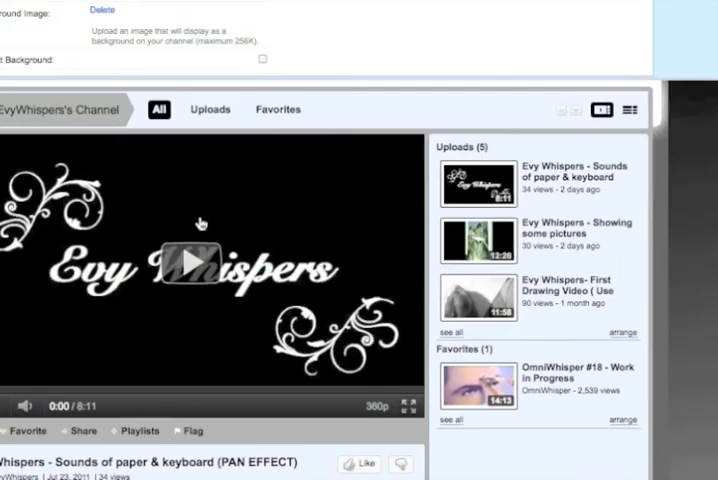 round Image:
Delete
Upload an image that will display as a
background on your channel (maximum 256K).
t Background:
EvyWhispers's Channel
All
Uploads
Favorites
Evy Whispers
0:00 / 8:11
360p
Favorite
Share
Playlists
Flag
Whispers - Sounds of paper & keyboard (PAN EFFECT)
vyWhispers | Jul 23, 2011 | 34 views
Like
Uploads (5)
Evy Whispers
8:11
Evy Whispers - Sounds
of paper & keyboard
34 views - 2 days ago
12:26
Evy Whispers - Showing
some pictures
30 views - 2 days ago
11:58
Evy Whispers- First
Drawing Video ( Use
90 views - 1 month ago
see all
arrange
Favorites (1)
14:13
OmniWhisper #18 - Work
in Progress
OmniWhisper - 2,539 views
see all
arrange